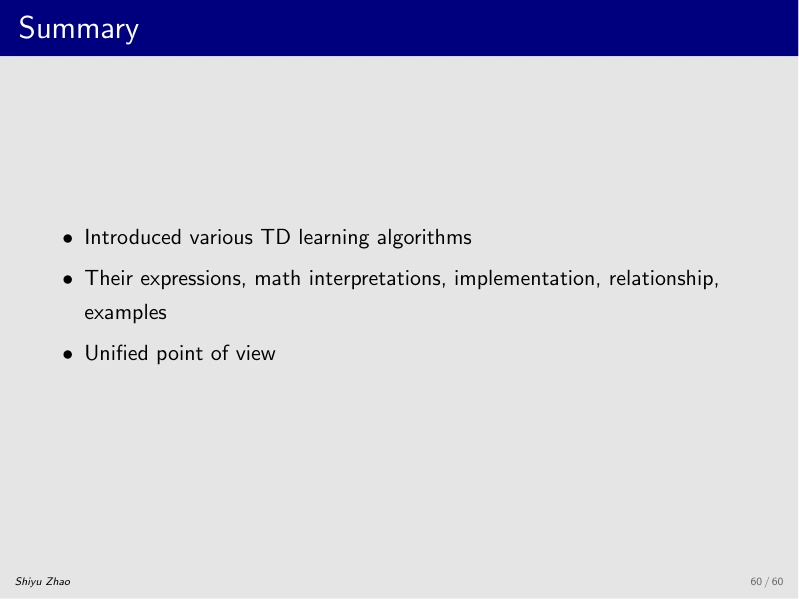 Summary
• Introduced various TD learning algorithms
• Their expressions, math interpretations, implementation, relationship,
examples
• Unified point of view
Shiyu Zhao
60 / 60